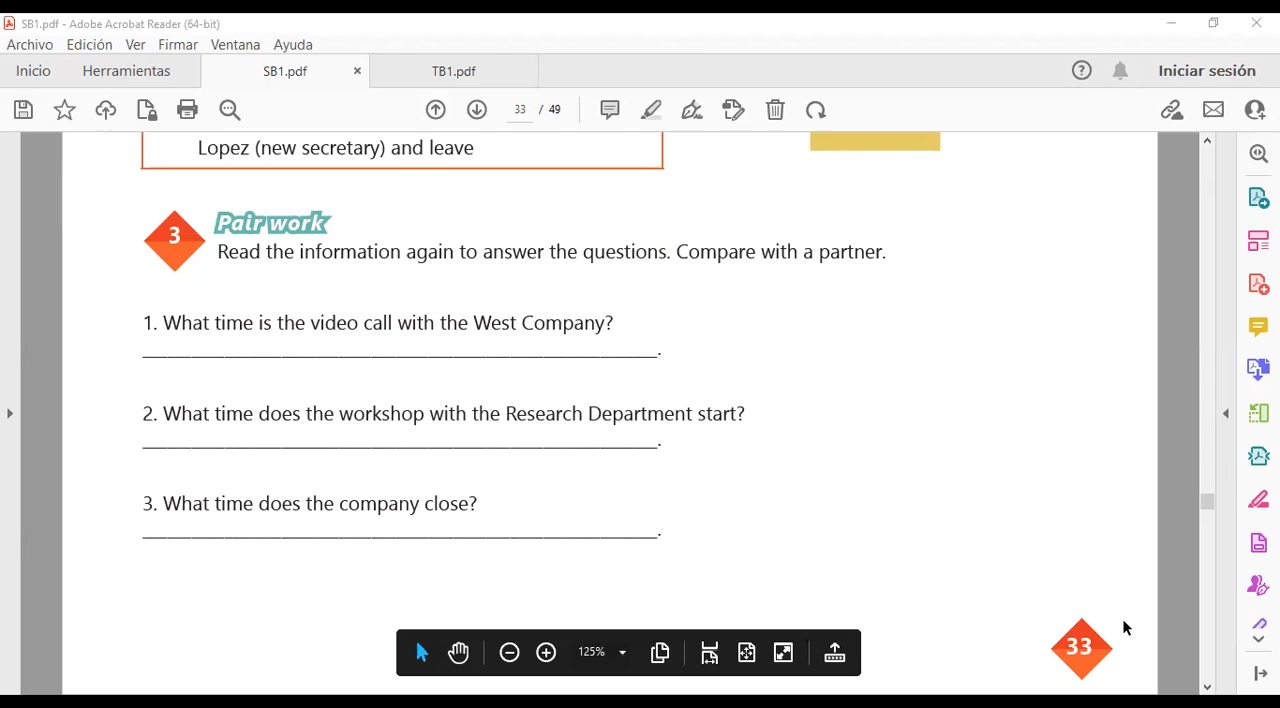 SB1.pdf - Adobe Acrobat Reader (64-bit)
Archivo Edición Ver Firmar Ventana Ayuda
Inicio Herramientas SB1.pdf × TB1.pdf Iniciar sesión
33 / 49
Lopez (new secretary) and leave
3 Pair work
Read the information again to answer the questions. Compare with a partner.
1. What time is the video call with the West Company?
2. What time does the workshop with the Research Department start?
3. What time does the company close?
125%
33